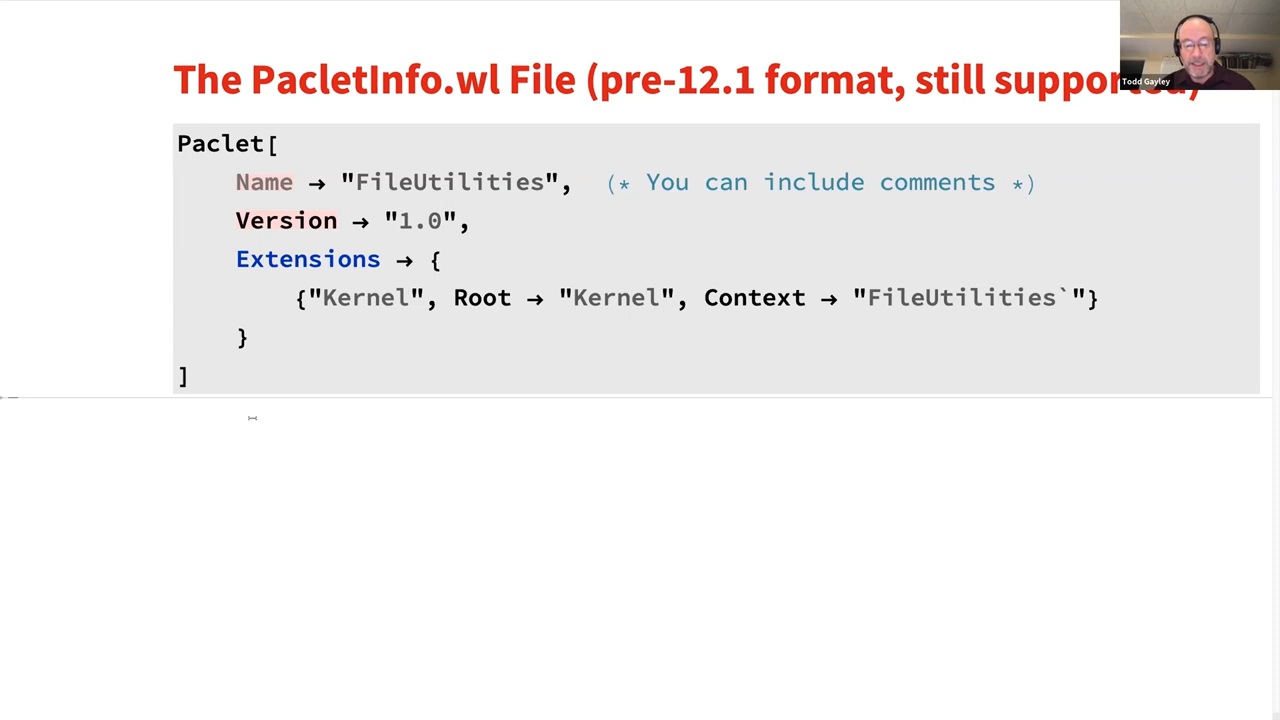 The PacletInfo.wl File (pre-12.1 format, still supported)
Todd Gayley
Paclet[
Name → "FileUtilities", (* You can include comments *)
Version → "1.0",
Extensions → {
{"Kernel", Root → "Kernel", Context → "FileUtilities`"}
}
]